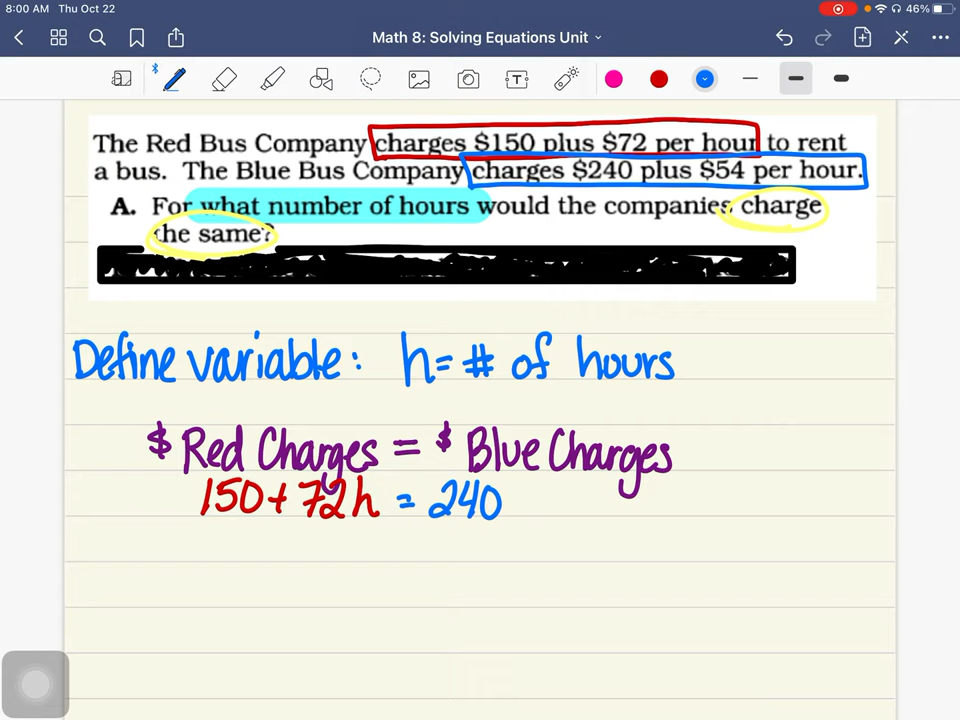 8:00 AM Thu Oct 22
46%
Math 8: Solving Equations Unit
The Red Bus Company charges $150 plus $72 per hour to rent
a bus. The Blue Bus Company charges $240 plus $54 per hour.
A. For what number of hours would the companies charge
the same?
Define variable: h = # of hours
$ Red Charges = $ Blue Charges
150 + 72h = 240